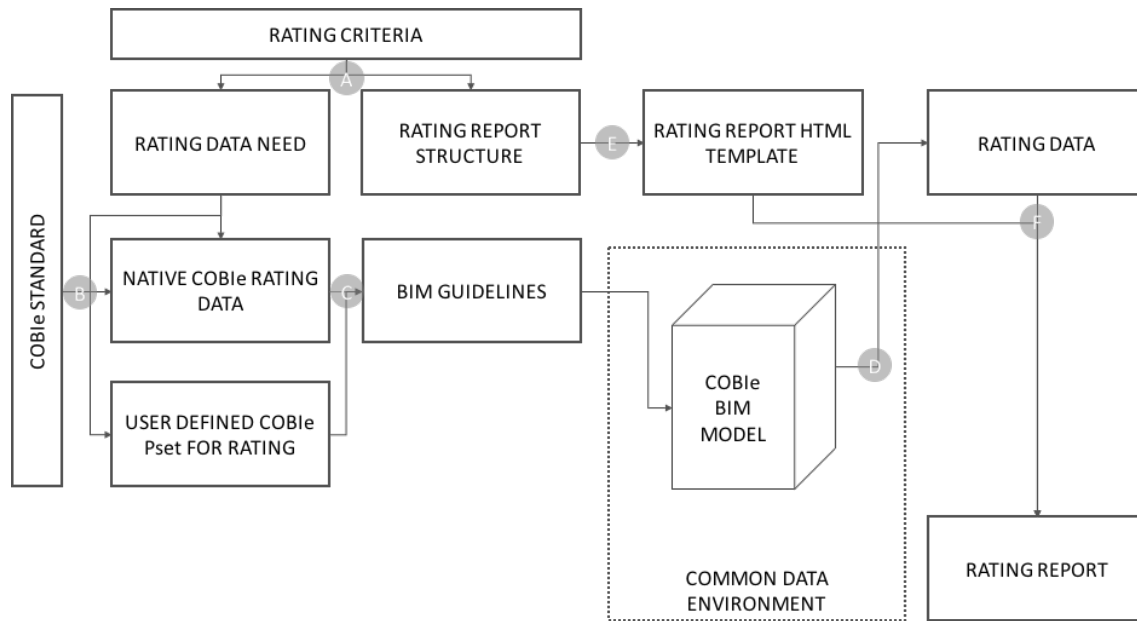 RATING CRITERIA
A
RATING DATA NEED
RATING REPORT
STRUCTURE
E
RATING REPORT HTML
TEMPLATE
RATING DATA
F
COBIe STANDARD
B
NATIVE COBIe RATING
DATA
C
BIM GUIDELINES
D
COBIe
BIM
MODEL
USER DEFINED COBIe
Pset FOR RATING
COMMON DATA
ENVIRONMENT
RATING REPORT